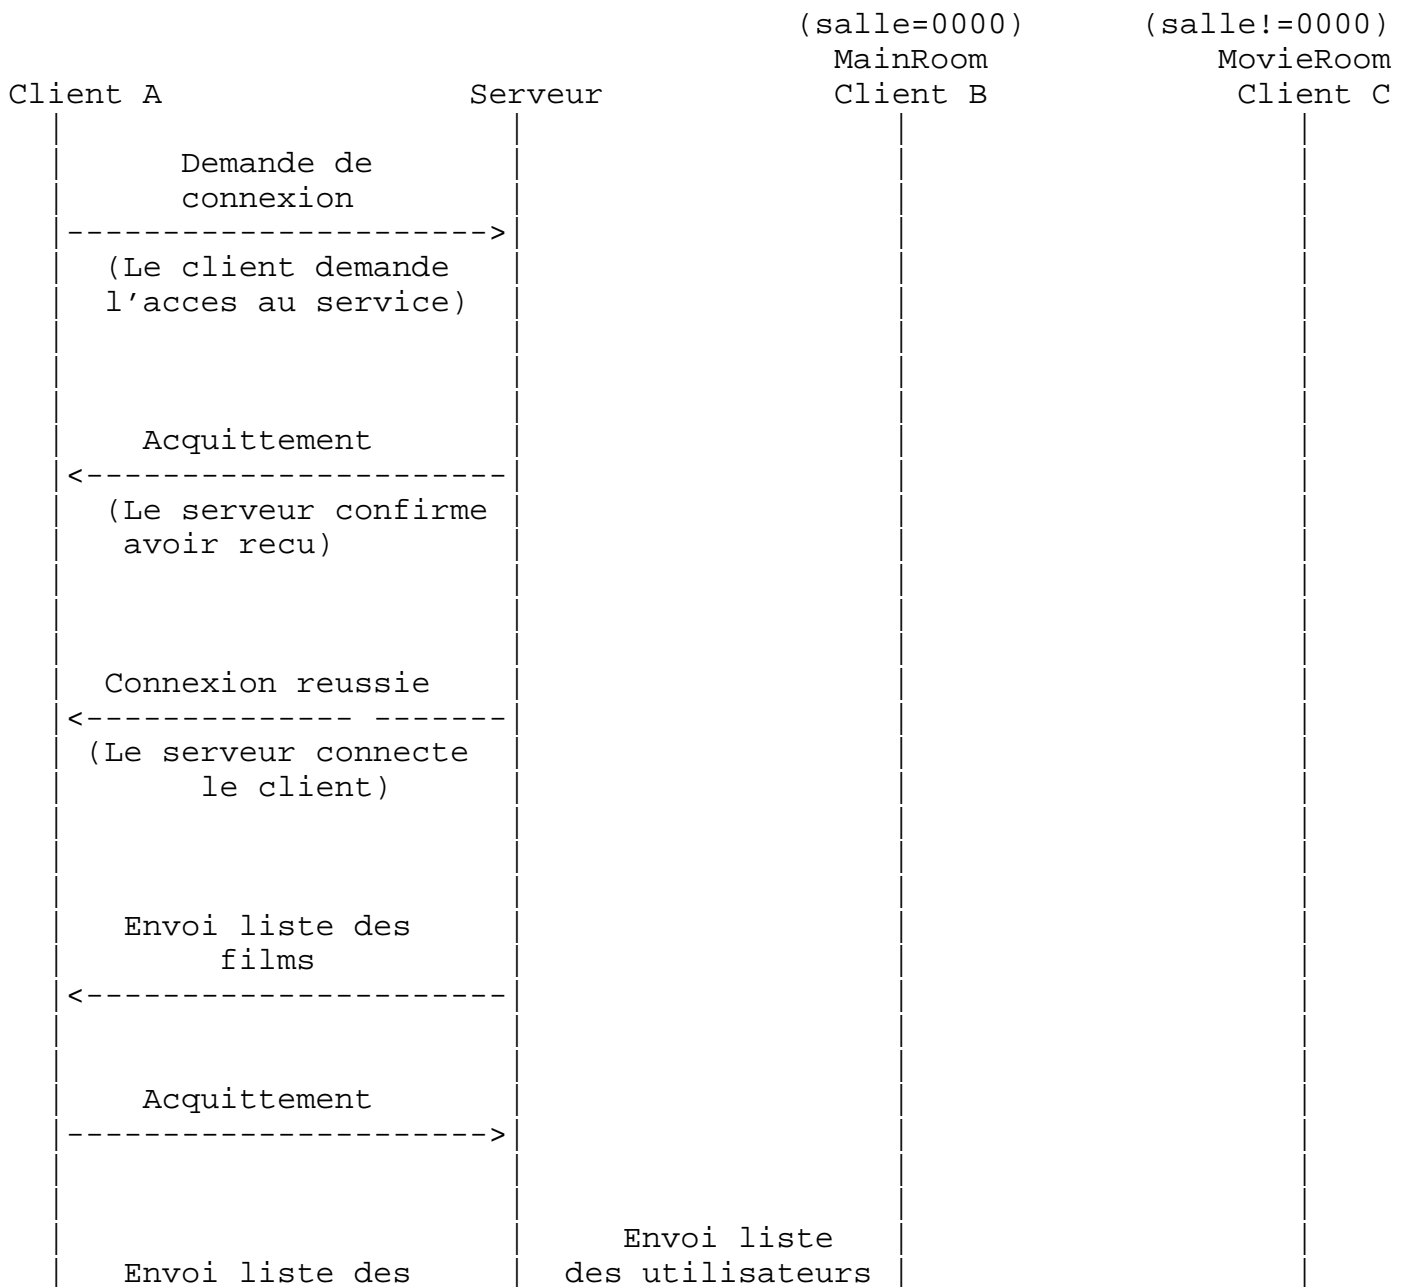 (salle=0000) (salle!=0000)
MainRoom MovieRoom
Client A Serveur Client B Client C
Demande de
connexion
|---------------------->|
(Le client demande
l'acces au service)
Acquittement
|<----------------------|
(Le serveur confirme
avoir recu)
Connexion reussie
|<-------------- -------|
(Le serveur connecte
le client)
Envoi liste des
films
|<----------------------|
Acquittement
|---------------------->|
Envoi liste
Envoi liste des | des utilisateurs |